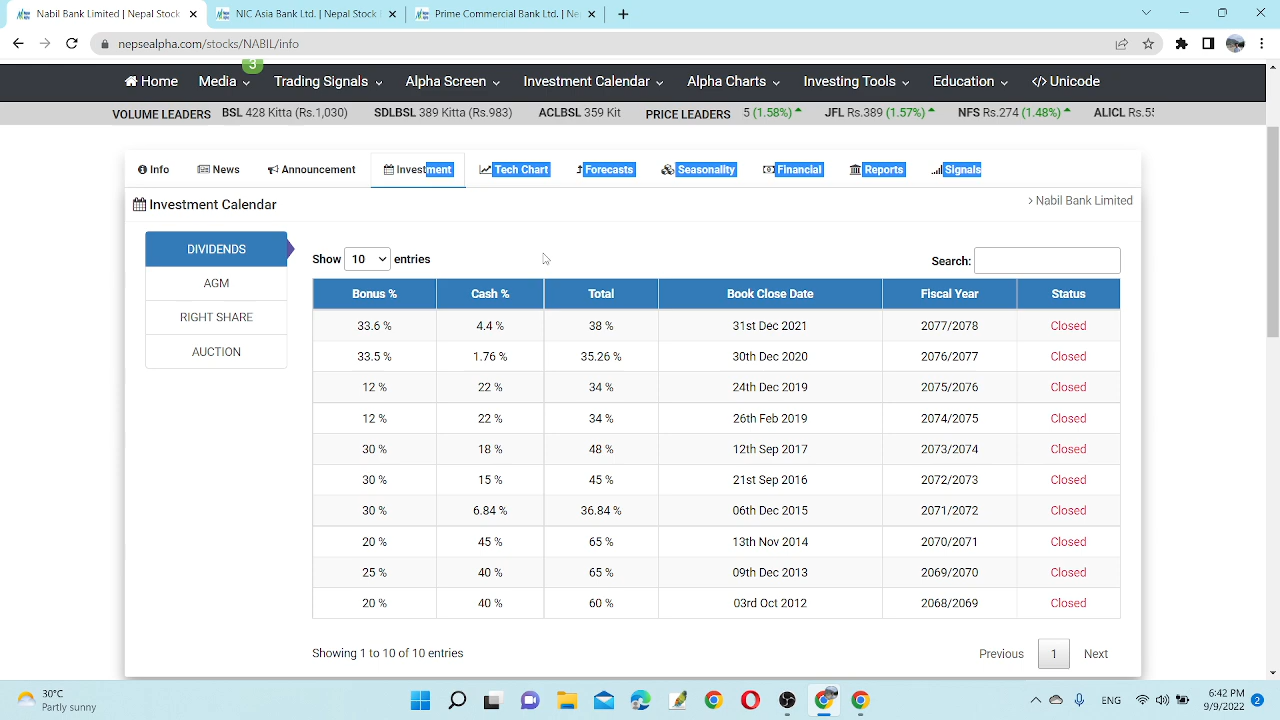 Nabil Bank Limited | Nepal Stock
NIC Asia Bank Ltd. | Nepal Stock I
Prime Commercial Bank Ltd. | Ne
nepsealpha.com/stocks/NABIL/info
3
Home Media Trading Signals Alpha Screen Investment Calendar Alpha Charts Investing Tools Education </> Unicode
VOLUME LEADERS BSL 428 Kitta (Rs.1,030) SDLBSL 389 Kitta (Rs.983) ACLBSL 359 Kit PRICE LEADERS 5 (1.58%) JFL Rs.389 (1.57%) NFS Rs.274 (1.48%) ALICL Rs.5
Info News Announcement Investment Tech Chart Forecasts Seasonality Financial Reports Signals
Investment Calendar
> Nabil Bank Limited
DIVIDENDS
AGM
RIGHT SHARE
AUCTION
Show 10 entries Search:
Bonus % Cash % Total Book Close Date Fiscal Year Status
33.6 % 4.4 % 38 % 31st Dec 2021 2077/2078 Closed
33.5 % 1.76 % 35.26 % 30th Dec 2020 2076/2077 Closed
12 % 22 % 34 % 24th Dec 2019 2075/2076 Closed
12 % 22 % 34 % 26th Feb 2019 2074/2075 Closed
30 % 18 % 48 % 12th Sep 2017 2073/2074 Closed
30 % 15 % 45 % 21st Sep 2016 2072/2073 Closed
30 % 6.84 % 36.84 % 06th Dec 2015 2071/2072 Closed
20 % 45 % 65 % 13th Nov 2014 2070/2071 Closed
25 % 40 % 65 % 09th Dec 2013 2069/2070 Closed
20 % 40 % 60 % 03rd Oct 2012 2068/2069 Closed
Showing 1 to 10 of 10 entries
Previous 1 Next
30°C
Partly sunny
ENG
6:42 PM
9/9/2022
2